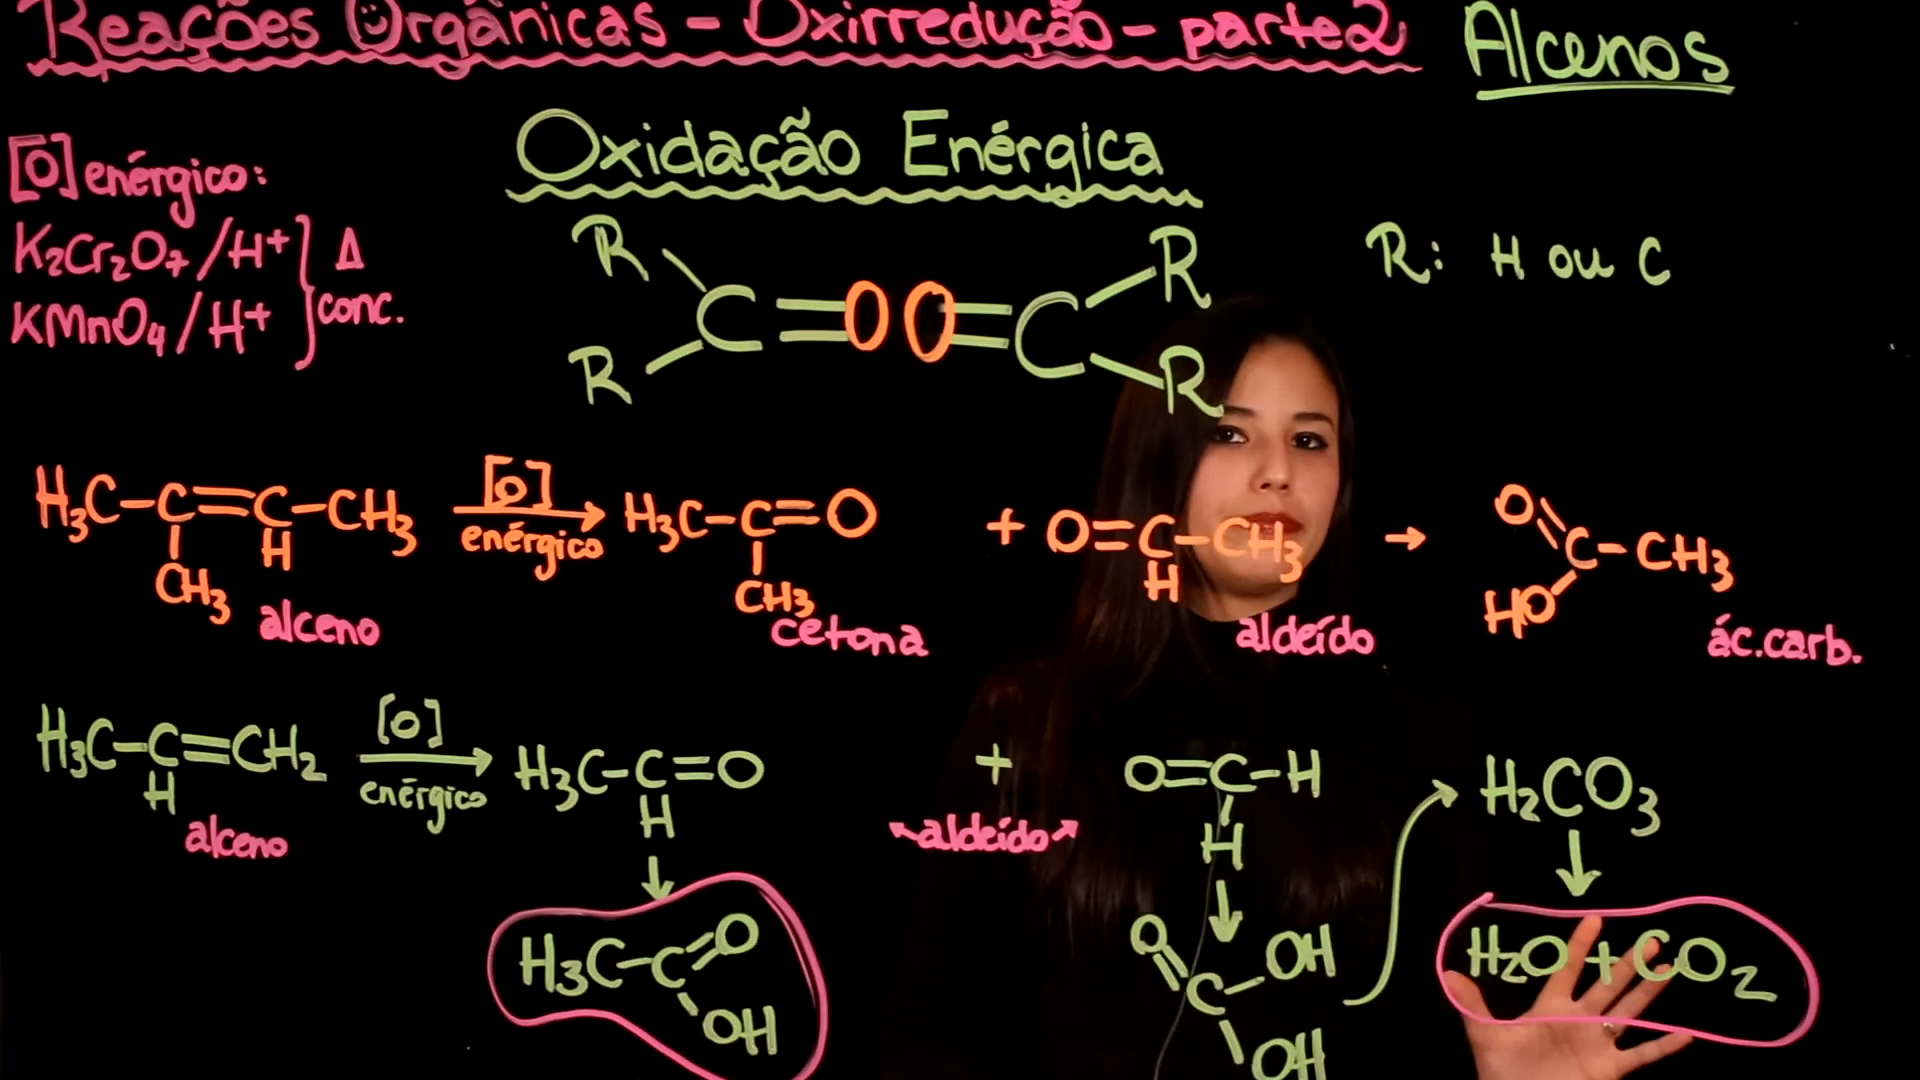 Reações Orgânicas - Oxirredução - parte 2
Alcenos
Oxidação Enérgica
[O] enérgico:
K2Cr2O7 / H+
KMnO4 / H+
Δ
conc.
R R
C=O O=C
R R
R: H ou C
H3C-C=C-CH3 [O] enérgico → H3C-C=O + O=C-CH3 → O=C-CH3
CH3 H CH3 H HO
alceno cetona aldeído ác.carb.
H3C-C=CH2 [O] enérgico → H3C-C=O + O=C-H → H2CO3
H H H
alceno aldeído
↓ ↓ ↓
H3C-C=O O=C-OH H2O + CO2
OH OH